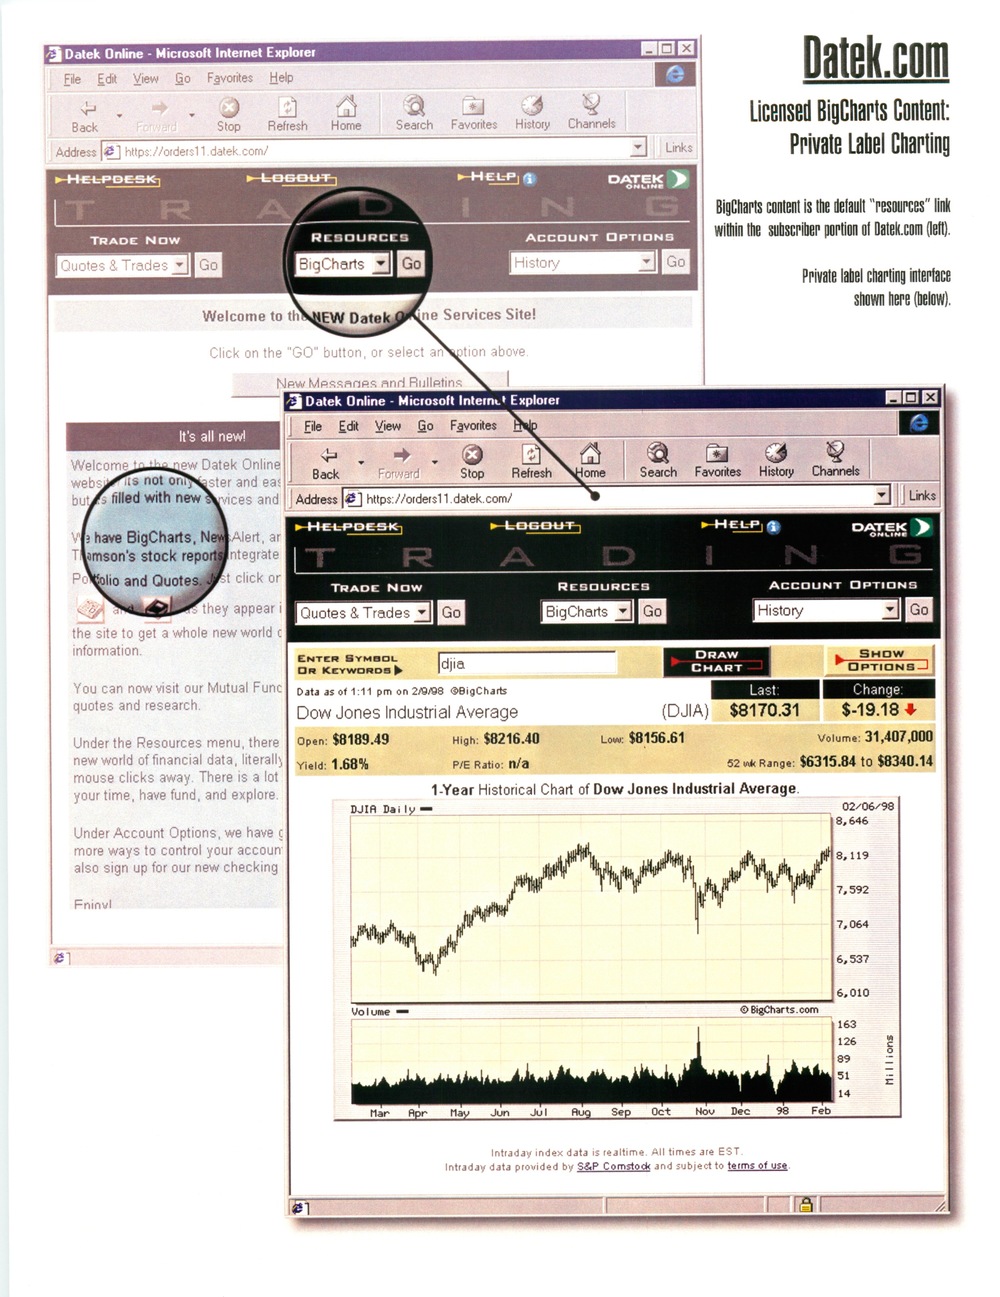 Datek.com
Licensed BigCharts Content:
Private Label Charting
BigCharts content is the default "resources" link
within the subscriber portion of Datek.com (left).
Private label charting interface
shown here (below).
Datek Online - Microsoft Internet Explorer
File Edit View Go Favorites Help
Back Forward Stop Refresh Home Search Favorites History Channels
Address https://orders11.datek.com/ Links
HELPDESK LOGOUT HELP DATEK ONLINE
TRADING
TRADE NOW RESOURCES ACCOUNT OPTIONS
Quotes & Trades Go BigCharts Go History Go
Welcome to the NEW Datek Online Services Site!
Click on the "GO" button, or select an option above.
New Messages and Bulletins
It's all new!
Welcome to the new Datek Online
website. It's not only faster and eas
but is filled with new services and
We have BigCharts, NewsAlert, an
Thomson's stock reports integrate
Portfolio and Quotes. Just click on
and as they appear i
the site to get a whole new world o
information.
You can now visit our Mutual Func
quotes and research.
Under the Resources menu, there
new world of financial data, literally
mouse clicks away. There is a lot
your time, have fund, and explore.
Under Account Options, we have g
more ways to control your accoun
also sign up for our new checking
Enjoy!
Datek Online - Microsoft Internet Explorer
File Edit View Go Favorites Help
Back Forward Stop Refresh Home Search Favorites History Channels
Address https://orders11.datek.com/ Links
HELPDESK LOGOUT HELP DATEK ONLINE
TRADING
TRADE NOW RESOURCES ACCOUNT OPTIONS
Quotes & Trades Go BigCharts Go History Go
ENTER SYMBOL OR KEYWORDS djia DRAW CHART SHOW OPTIONS
Data as of 1:11 pm on 2/9/98 ©BigCharts Last: Change:
Dow Jones Industrial Average (DJIA) $8170.31 $-19.18
Open: $8189.49 High: $8216.40 Low: $8156.61 Volume: 31,407,000
Yield: 1.68% P/E Ratio: n/a 52 wk Range: $6315.84 to $8340.14
1-Year Historical Chart of Dow Jones Industrial Average.
DJIA Daily 02/06/98
8,646
8,119
7,592
7,064
6,537
6,010
Volume © BigCharts.com
163
126
89
51
14
Millions
Mar Apr May Jun Jul Aug Sep Oct Nov Dec 98 Feb
Intraday index data is realtime. All times are EST.
Intraday data provided by S&P Comstock and subject to terms of use.